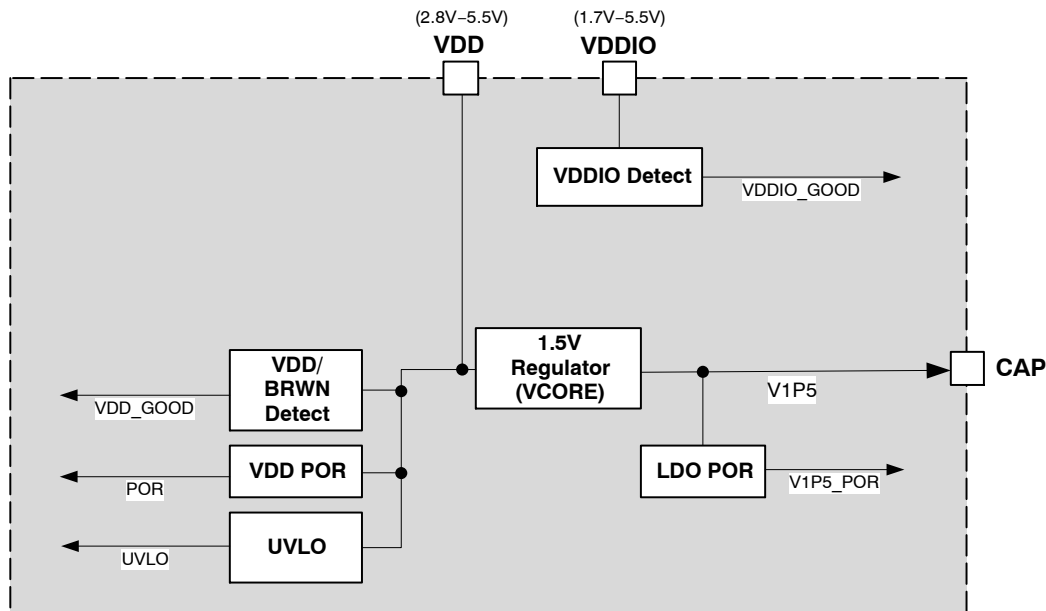 (2.8V–5.5V)
(1.7V–5.5V)
VDD
VDDIO
VDDIO Detect
VDDIO_GOOD
1.5V
Regulator
(VCORE)
CAP
V1P5
VDD/
BRWN
Detect
VDD_GOOD
VDD POR
POR
LDO POR
V1P5_POR
UVLO
UVLO